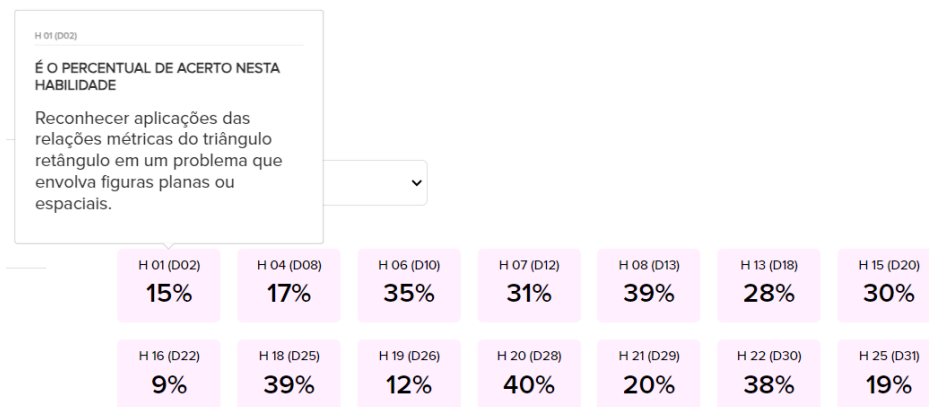 H 01 (D02)
É O PERCENTUAL DE ACERTO NESTA
HABILIDADE
Reconhecer aplicações das
relações métricas do triângulo
retângulo em um problema que
envolva figuras planas ou
espaciais.
H 01 (D02) H 04 (D08) H 06 (D10) H 07 (D12) H 08 (D13) H 13 (D18) H 15 (D20)
15% 17% 35% 31% 39% 28% 30%
H 16 (D22) H 18 (D25) H 19 (D26) H 20 (D28) H 21 (D29) H 22 (D30) H 25 (D31)
9% 39% 12% 40% 20% 38% 19%